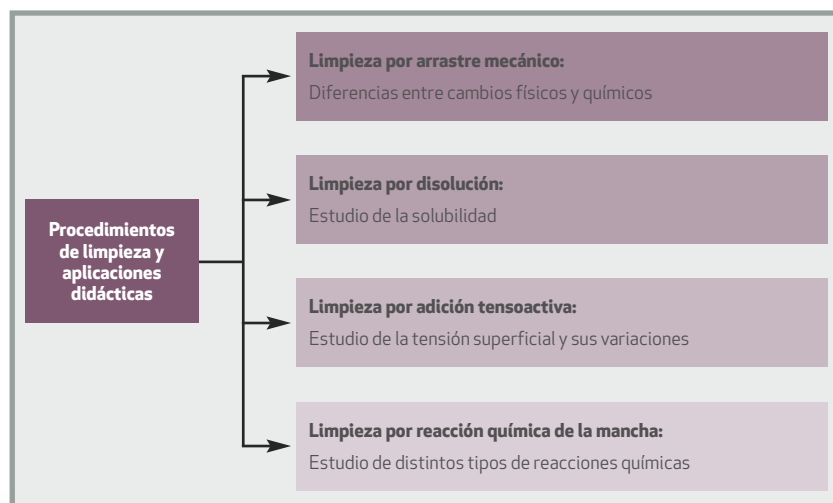 Procedimientos
de limpieza y
aplicaciones
didácticas
Limpieza por arrastre mecánico:
Diferencias entre cambios físicos y químicos
Limpieza por disolución:
Estudio de la solubilidad
Limpieza por adición tensoactiva:
Estudio de la tensión superficial y sus variaciones
Limpieza por reacción química de la mancha:
Estudio de distintos tipos de reacciones químicas